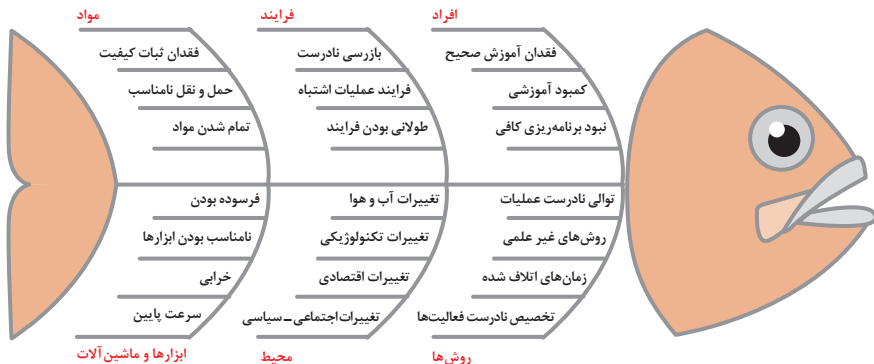 افراد
فقدان آموزش صحیح
کمبود آموزشی
نبود برنامه‌ریزی کافی
فرایند
بازرسی نادرست
فرایند عملیات اشتباه
طولانی بودن فرایند
مواد
فقدان ثبات کیفیت
حمل و نقل نامناسب
تمام شدن مواد
توالی نادرست عملیات
روش‌های غیر علمی
زمان‌های اتلاف شده
تخصیص نادرست فعالیت‌ها
روش‌ها
تغییرات آب و هوا
تغییرات تکنولوژیکی
تغییرات اقتصادی
تغییرات اجتماعی ـ سیاسی
محیط
فرسوده بودن
نامناسب بودن ابزارها
خرابی
سرعت پایین
ابزارها و ماشین آلات